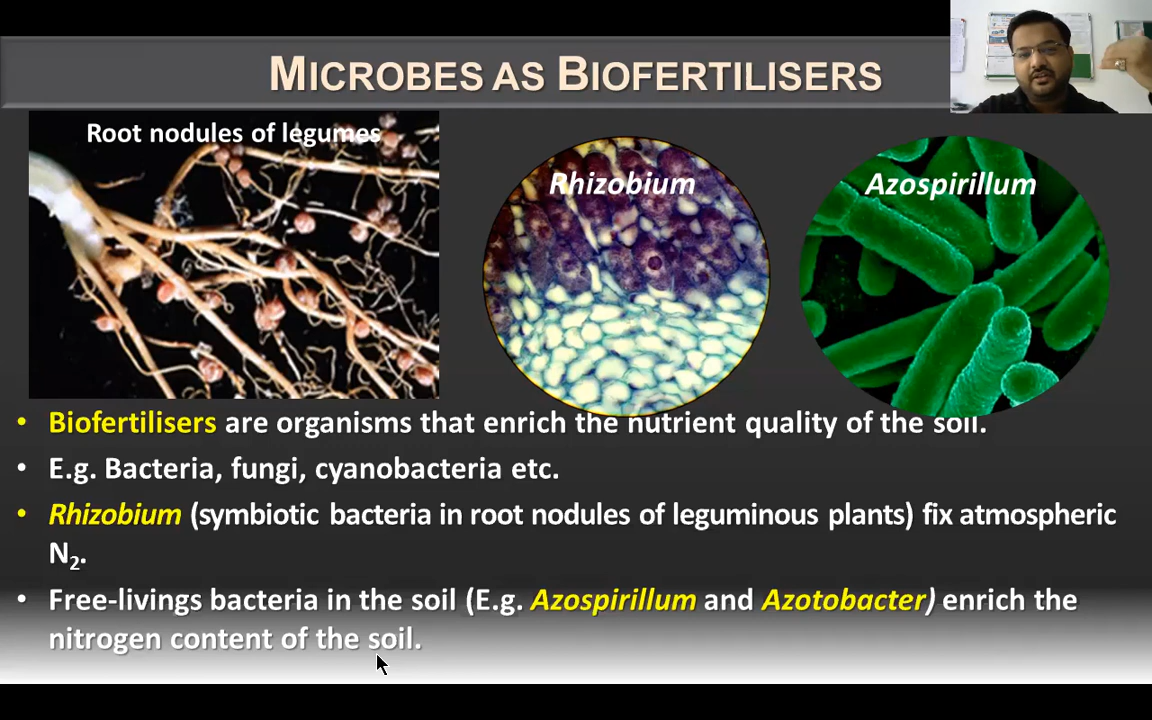 MICROBES AS BIOFERTILISERS
Root nodules of legumes
Rhizobium
Azospirillum
• Biofertilisers are organisms that enrich the nutrient quality of the soil.
• E.g. Bacteria, fungi, cyanobacteria etc.
• Rhizobium (symbiotic bacteria in root nodules of leguminous plants) fix atmospheric
N₂.
• Free-livings bacteria in the soil (E.g. Azospirillum and Azotobacter) enrich the
nitrogen content of the soil.